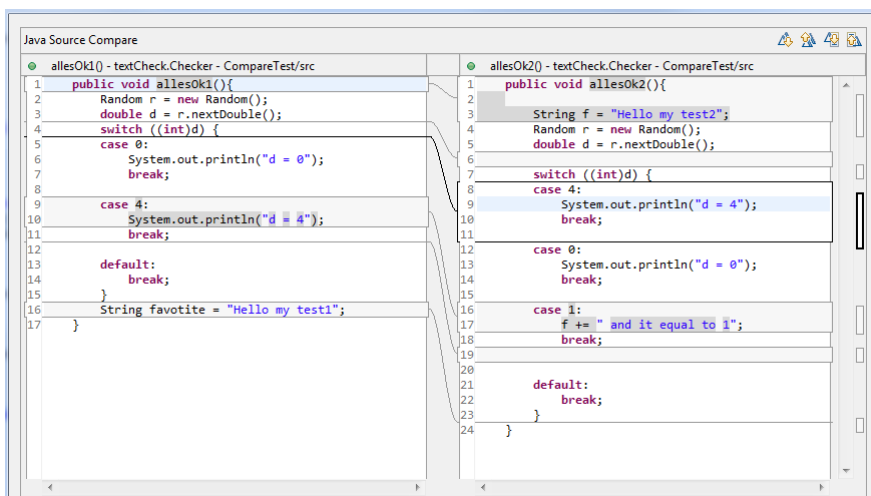 Java Source Compare
allesOk1() - textCheck.Checker - CompareTest/src
1 public void allesOk1(){
2 Random r = new Random();
3 double d = r.nextDouble();
4 switch ((int)d) {
5 case 0:
6 System.out.println("d = 0");
7 break;
8
9 case 4:
10 System.out.println("d = 4");
11 break;
12
13 default:
14 break;
15 }
16 String favotite = "Hello my test1";
17 }
allesOk2() - textCheck.Checker - CompareTest/src
1 public void allesOk2(){
2
3 String f = "Hello my test2";
4 Random r = new Random();
5 double d = r.nextDouble();
6
7 switch ((int)d) {
8 case 4:
9 System.out.println("d = 4");
10 break;
11
12 case 0:
13 System.out.println("d = 0");
14 break;
15
16 case 1:
17 f += " and it equal to 1";
18 break;
19
20
21 default:
22 break;
23 }
24 }